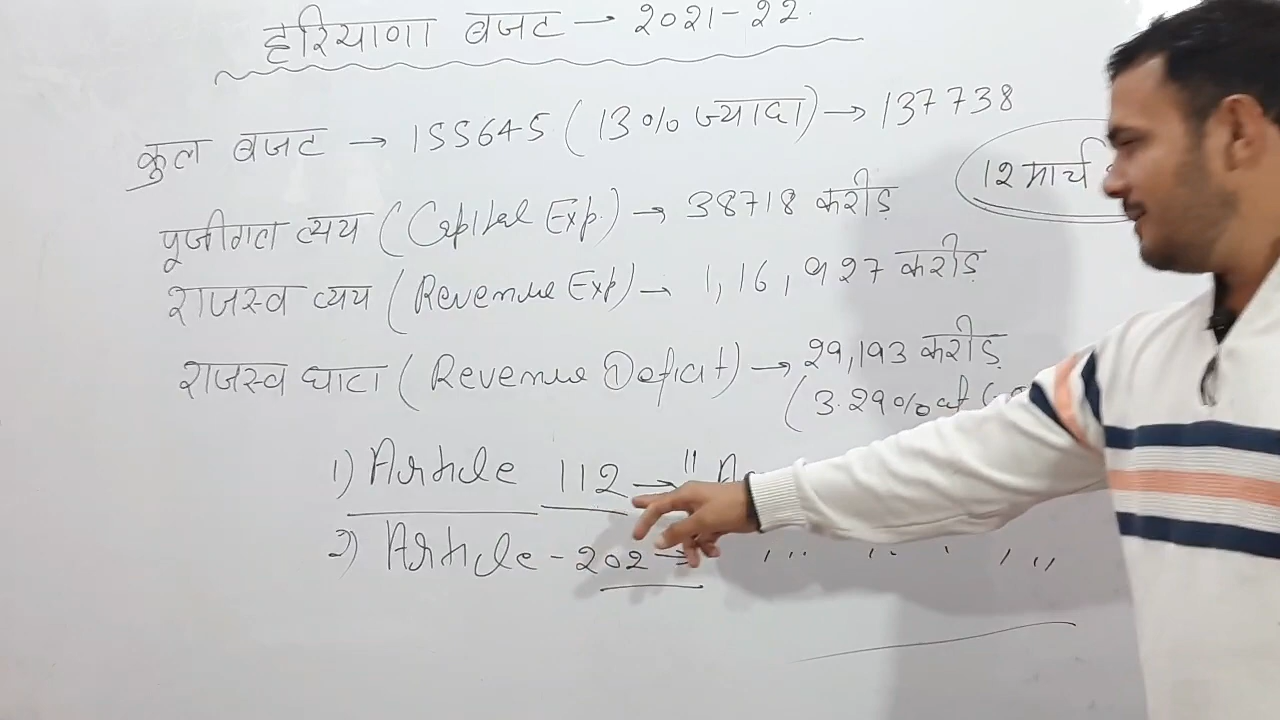 हरियाणा बजट → 2021-22.
कुल बजट → 155645 (13% ज्यादा) → 137738
12 मार्च
पूजीगत व्यय (Capital Exp.) → 38718 करीड़
राजस्व व्यय (Revenue Exp) → 1,16,927 करीड़
राजस्व घाटा (Revenue Deficit) → 29,193 करीड़
(3.29% of
1) Article 112 → "
2) Article - 202 →